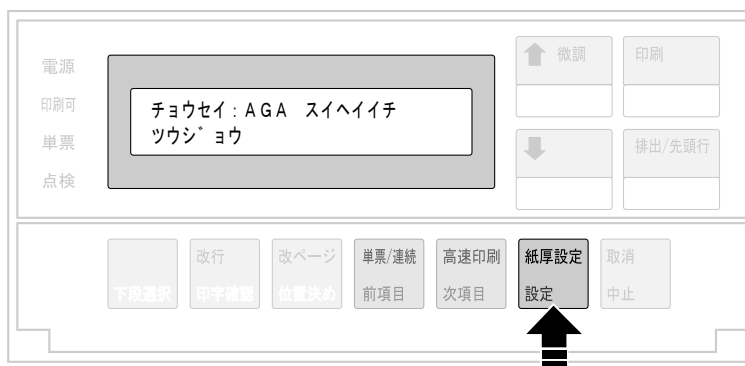 電源
印刷可
単票
点検
チョウセイ：ＡＧＡ　スイヘイイチ
ツウシ゛ョウ
微調
印刷
排出/先頭行
下段選択
改行
印字確認
改ページ
位置決め
単票/連続
前項目
高速印刷
次項目
紙厚設定
設定
取消
中止